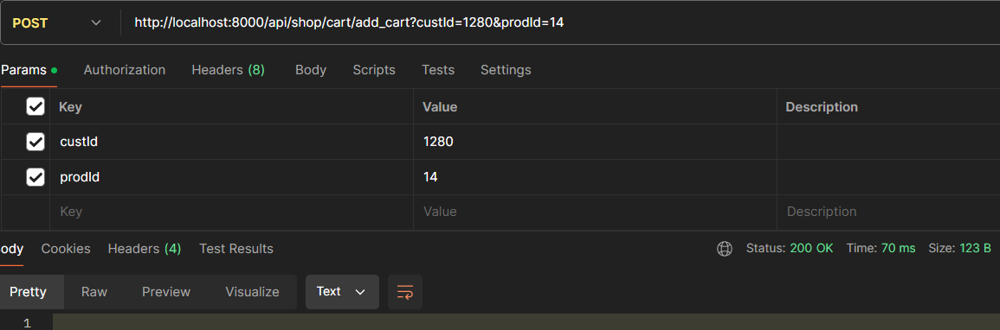 POST http://localhost:8000/api/shop/cart/add_cart?custId=1280&prodId=14
Params Authorization Headers (8) Body Scripts Tests Settings
Key Value Description
custId 1280
prodId 14
Key Value Description
ody Cookies Headers (4) Test Results Status: 200 OK Time: 70 ms Size: 123 B
Pretty Raw Preview Visualize Text
1